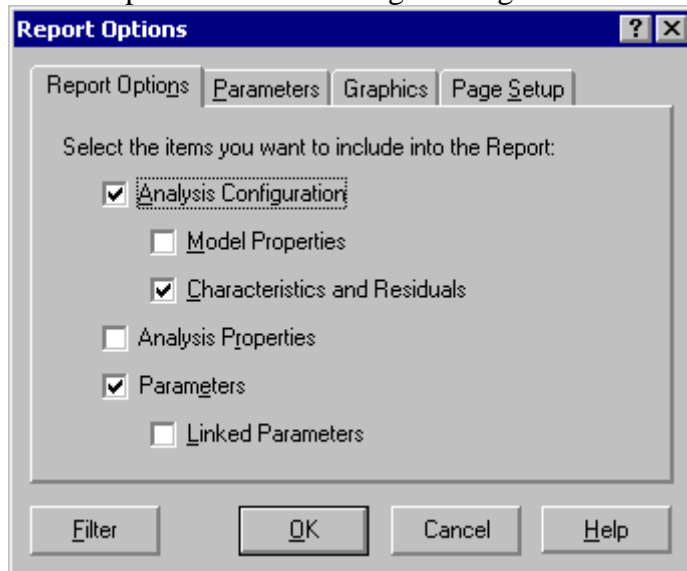 Report Options
Report Options Parameters Graphics Page Setup
Select the items you want to include into the Report:
Analysis Configuration
Model Properties
Characteristics and Residuals
Analysis Properties
Parameters
Linked Parameters
Filter OK Cancel Help